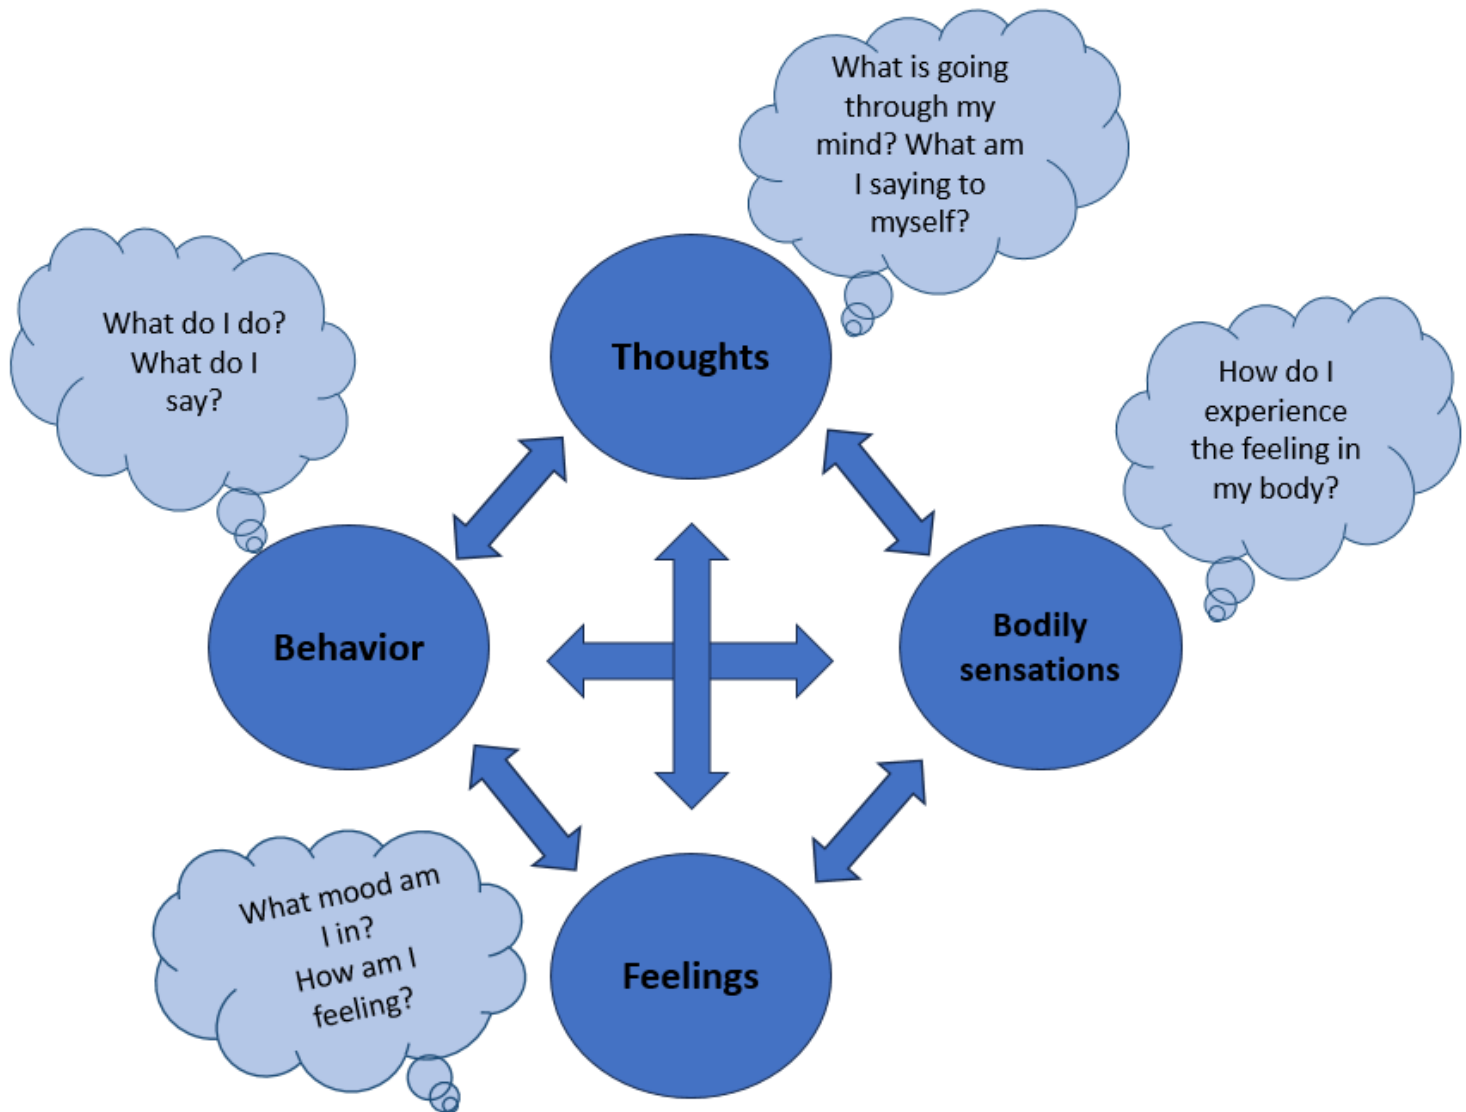 What is going
through my
mind? What am
I saying to
myself?
What do I do?
What do I
say?
Thoughts
How do I
experience
the feeling in
my body?
Behavior
Bodily
sensations
What mood am
I in?
How am I
feeling?
Feelings